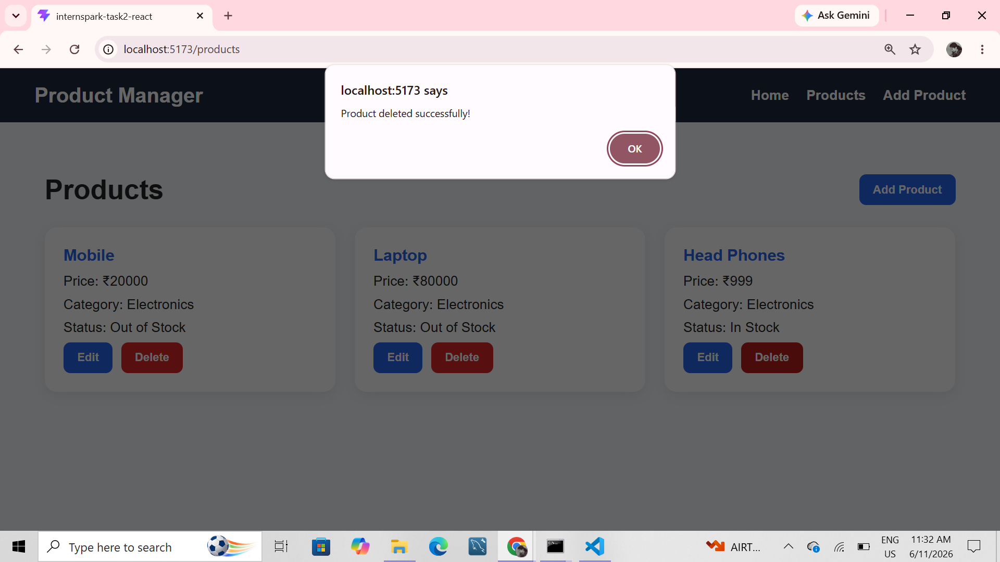 internspark-task2-react
Ask Gemini
localhost:5173/products
Product Manager
Home
Products
Add Product
localhost:5173 says
Product deleted successfully!
OK
Products
Add Product
Mobile
Price: ₹20000
Category: Electronics
Status: Out of Stock
Edit
Delete
Laptop
Price: ₹80000
Category: Electronics
Status: Out of Stock
Edit
Delete
Head Phones
Price: ₹999
Category: Electronics
Status: In Stock
Edit
Delete
Type here to search
AIRT...
ENG
US
11:32 AM
6/11/2026